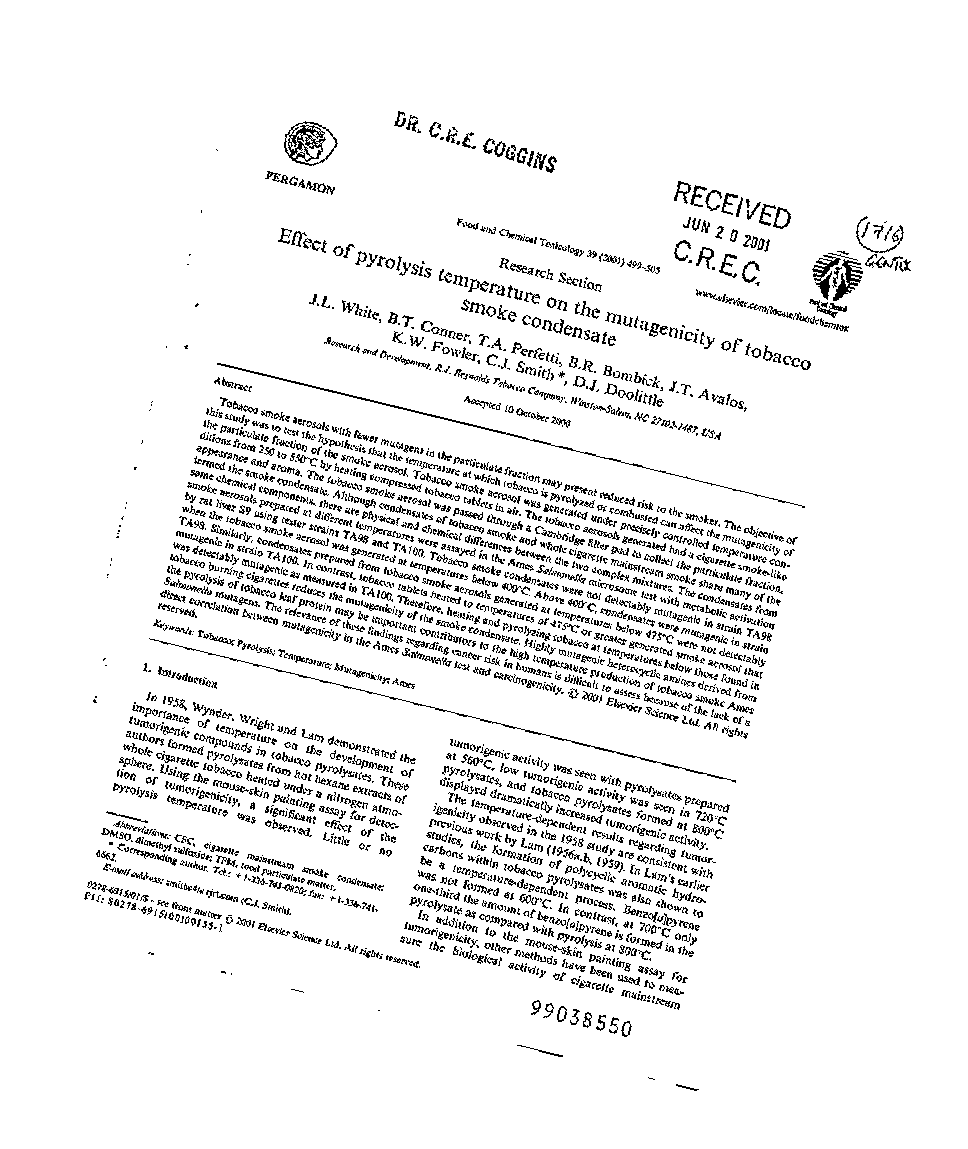 DR. C.R.E. COGGINS
PERGAMON
RECEIVED
JUN 20 2001
C.R.E.C.
1716
Food and Chemical Toxicology 39 (2001) 499–505
www.elsevier.com/locate/foodchemtox
Research Section
Effect of pyrolysis temperature on the mutagenicity of tobacco
smoke condensate
J.L. White, B.T. Conner, T.A. Perfetti, B.R. Bombick, J.T. Avalos,
K.W. Fowler, C.J. Smith *, D.J. Doolittle
Research and Development, R.J. Reynolds Tobacco Company, Winston-Salem, NC 27102-1487, USA
Accepted 10 October 2000
Abstract
Tobacco smoke aerosols with fewer mutagens in the particulate fraction may present reduced risk to the smoker. The objective of
this study was to test the hypothesis that the temperature at which tobacco is pyrolyzed or combusted can affect the mutagenicity of
the particulate fraction of the smoke aerosol. Tobacco smoke aerosol was generated under precisely controlled temperature con-
ditions from 250 to 550°C by heating compressed tobacco tablets in air. The tobacco aerosols generated had a cigarette smoke-like
appearance and aroma. The tobacco smoke aerosol was passed through a Cambridge filter pad to collect the particulate fraction,
termed the smoke condensate. Although condensates of tobacco smoke and whole cigarette mainstream smoke share many of the
same chemical components, there are physical and chemical differences between the two complex mixtures. The condensates from
smoke aerosols prepared at different temperatures were assayed in the Ames Salmonella microsome test with metabolic activation
by rat liver S9 using tester strains TA98 and TA100. Tobacco smoke condensates were not detectably mutagenic in strain TA98
when the tobacco smoke aerosol was generated at temperatures below 400°C. Above 400°C, condensates were mutagenic in strain
TA98. Similarly, condensates prepared from tobacco smoke aerosols generated at temperatures below 475°C were not detectably
mutagenic in strain TA100. In contrast, tobacco tablets heated to temperatures of 475°C or greater generated smoke aerosol that
was detectably mutagenic as measured in TA100. Therefore, heating and pyrolyzing tobacco at temperatures below those found in
tobacco burning cigarettes reduces the mutagenicity of the smoke condensate. Highly mutagenic heterocyclic amines derived from
the pyrolysis of tobacco leaf protein may be important contributors to the high temperature production of tobacco smoke Ames
Salmonella mutagens. The relevance of these findings regarding cancer risk in humans is difficult to assess because of the lack of a
direct correlation between mutagenicity in the Ames Salmonella test and carcinogenicity. © 2001 Elsevier Science Ltd. All rights
reserved.
Keywords: Tobacco; Pyrolysis; Temperature; Mutagenicity; Ames
1. Introduction
In 1958, Wynder, Wright and Lam demonstrated the
importance of temperature on the development of
tumorigenic compounds in tobacco pyrolysates. These
authors formed pyrolysates from hot hexane extracts of
whole cigarette tobacco heated under a nitrogen atmo-
sphere. Using the mouse-skin painting assay for detec-
tion of tumorigenicity, a significant effect of the
pyrolysis temperature was observed. Little or no
Abbreviations: CSC, cigarette mainstream smoke condensate;
DMSO, dimethyl sulfoxide; TPM, total particulate matter.
* Corresponding author. Tel.: +1-336-741-0820; fax: +1-336-741-
6662.
E-mail address: smithc4@rjrt.com (C.J. Smith).
0278-6915/01/$ - see front matter © 2001 Elsevier Science Ltd. All rights reserved.
PII: S0278-6915(00)00155-1
tumorigenic activity was seen with pyrolysates prepared
at 560°C, low tumorigenic activity was seen in 720°C
pyrolysates, and tobacco pyrolysates formed at 800°C
displayed dramatically increased tumorigenic activity.
The temperature-dependent results regarding tumor-
igenicity observed in the 1958 study are consistent with
previous work by Lam (1956a,b, 1959). In Lam's earlier
studies, the formation of polycyclic aromatic hydro-
carbons within tobacco pyrolysates was also shown to
be a temperature-dependent process. Benzo[a]pyrene
was not formed at 600°C. In contrast, at 700°C only
one-third the amount of benzo[a]pyrene is formed in the
pyrolysate as compared with pyrolysis at 800°C.
In addition to the mouse-skin painting assay for
tumorigenicity, other methods have been used to mea-
sure the biological activity of cigarette mainstream
99038550